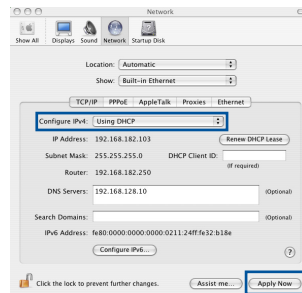 Network
Show All Displays Sound Network Startup Disk
Location: Automatic
Show: Built-in Ethernet
TCP/IP PPPoE AppleTalk Proxies Ethernet
Configure IPv4: Using DHCP
IP Address: 192.168.182.103 Renew DHCP Lease
Subnet Mask: 255.255.255.0 DHCP Client ID:
(If required)
Router: 192.168.182.250
DNS Servers: 192.168.128.10 (Optional)
Search Domains: (Optional)
IPv6 Address: fe80:0000:0000:0000:0211:24ff:fe32:b18e
Configure IPv6... ?
Click the lock to prevent further changes. Assist me... Apply Now